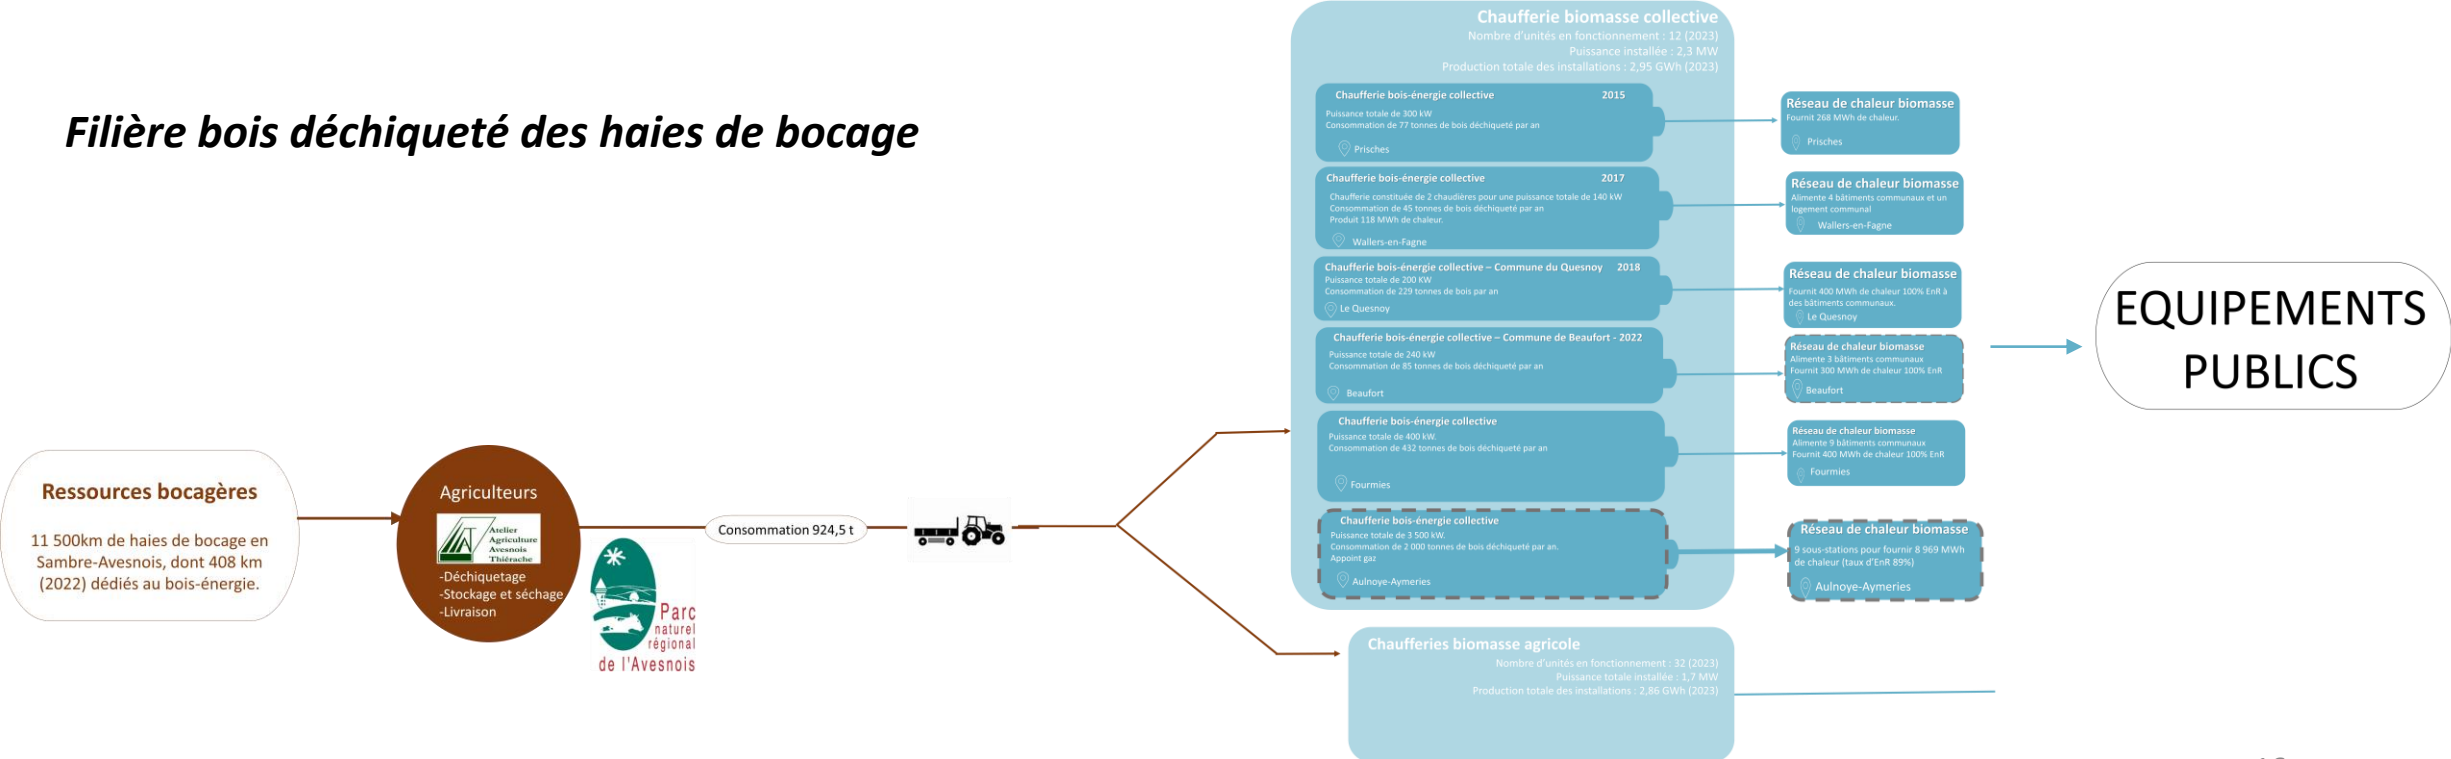 Filière bois déchiqueté des haies de bocage
Ressources bocagères
11 500km de haies de bocage en
Sambre-Avesnois, dont 408 km
(2022) dédiés au bois-énergie.
Agriculteurs
Atelier
Agriculture
Avesnois
Thiérache
-Déchiquetage
-Stockage et séchage
-Livraison
Parc
naturel
régional
de l'Avesnois
Consommation 924,5 t
Chaufferie biomasse collective
Nombre d'unités en fonctionnement : 12 (2023)
Puissance installée : 2,3 MW
Production totale des installations : 2,95 GWh (2023)
Chaufferie bois-énergie collective 2015
Puissance totale de 300 kW
Consommation de 77 tonnes de bois déchiqueté par an
Prisches
Réseau de chaleur biomasse
Fournit 268 MWh de chaleur.
Prisches
Chaufferie bois-énergie collective 2017
Chaufferie constituée de 2 chaudières pour une puissance totale de 140 kW
Consommation de 45 tonnes de bois déchiqueté par an
Produit 118 MWh de chaleur.
Wallers-en-Fagne
Réseau de chaleur biomasse
Alimente 4 bâtiments communaux et un
logement communal
Wallers-en-Fagne
Chaufferie bois-énergie collective – Commune du Quesnoy 2018
Puissance totale de 200 KW
Consommation de 229 tonnes de bois par an
Le Quesnoy
Réseau de chaleur biomasse
Fournit 400 MWh de chaleur 100% EnR à
des bâtiments communaux.
Le Quesnoy
Chaufferie bois-énergie collective – Commune de Beaufort - 2022
Puissance totale de 240 kW
Consommation de 85 tonnes de bois déchiqueté par an
Beaufort
Réseau de chaleur biomasse
Alimente 3 bâtiments communaux
Fournit 300 MWh de chaleur 100% EnR
Beaufort
Chaufferie bois-énergie collective
Puissance totale de 400 kW.
Consommation de 432 tonnes de bois déchiqueté par an
Fourmies
Réseau de chaleur biomasse
Alimente 9 bâtiments communaux
Fournit 400 MWh de chaleur 100% EnR
Fourmies
Chaufferie bois-énergie collective
Puissance totale de 3 500 kW.
Consommation de 2 000 tonnes de bois déchiqueté par an.
Appoint gaz
Aulnoye-Aymeries
Réseau de chaleur biomasse
9 sous-stations pour fournir 8 969 MWh
de chaleur (taux d'EnR 89%)
Aulnoye-Aymeries
EQUIPEMENTS
PUBLICS
Chaufferies biomasse agricole
Nombre d'unités en fonctionnement : 32 (2023)
Puissance totale installée : 1,7 MW
Production totale des installations : 2,86 GWh (2023)